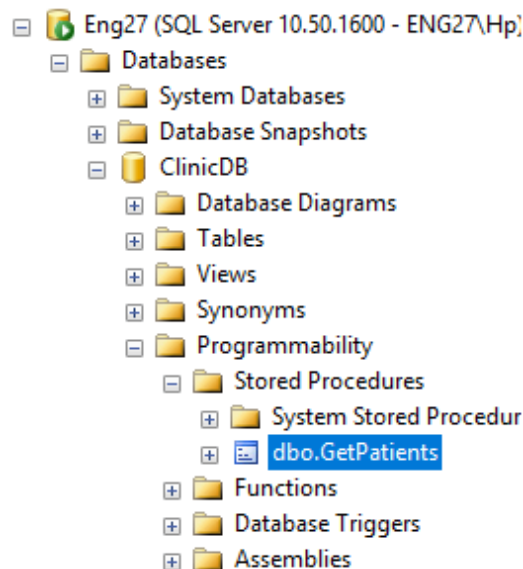 Eng27 (SQL Server 10.50.1600 - ENG27\Hp)
Databases
System Databases
Database Snapshots
ClinicDB
Database Diagrams
Tables
Views
Synonyms
Programmability
Stored Procedures
System Stored Procedur
dbo.GetPatients
Functions
Database Triggers
Assemblies